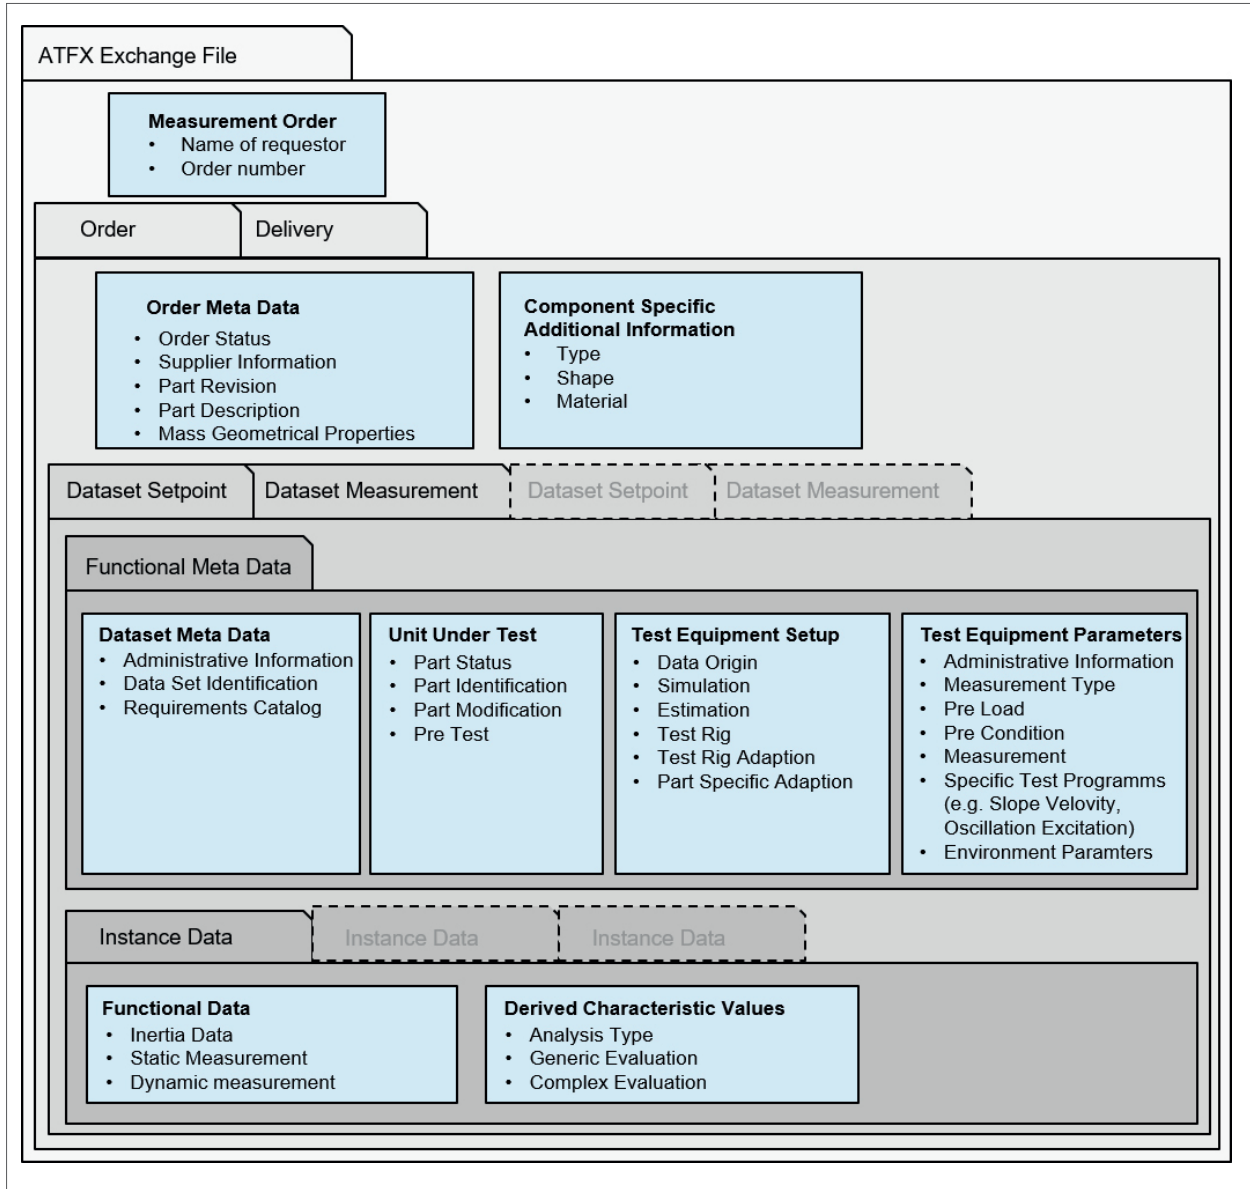 ATFX Exchange File
Measurement Order
• Name of requestor
• Order number
Order
Delivery
Order Meta Data
• Order Status
• Supplier Information
• Part Revision
• Part Description
• Mass Geometrical Properties
Component Specific
Additional Information
• Type
• Shape
• Material
Dataset Setpoint
Dataset Measurement
Dataset Setpoint
Dataset Measurement
Functional Meta Data
Dataset Meta Data
• Administrative Information
• Data Set Identification
• Requirements Catalog
Unit Under Test
• Part Status
• Part Identification
• Part Modification
• Pre Test
Test Equipment Setup
• Data Origin
• Simulation
• Estimation
• Test Rig
• Test Rig Adaption
• Part Specific Adaption
Test Equipment Parameters
• Administrative Information
• Measurement Type
• Pre Load
• Pre Condition
• Measurement
• Specific Test Programms
(e.g. Slope Velovity,
Oscillation Excitation)
• Environment Paramters
Instance Data
Instance Data
Instance Data
Functional Data
• Inertia Data
• Static Measurement
• Dynamic measurement
Derived Characteristic Values
• Analysis Type
• Generic Evaluation
• Complex Evaluation